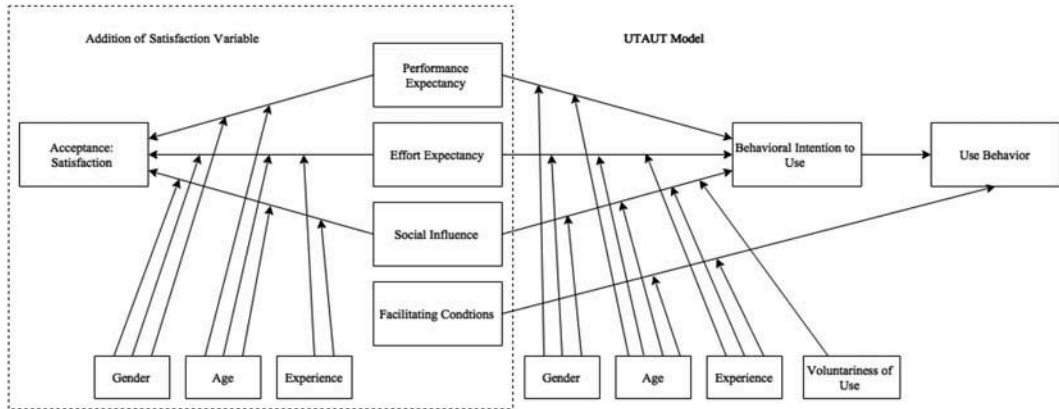 Addition of Satisfaction Variable
UTAUT Model
Performance
Expectancy
Acceptance:
Satisfaction
Effort Expectancy
Behavioral Intention to
Use
Use Behavior
Social Influence
Facilitating Condtions
Gender
Age
Experience
Gender
Age
Experience
Voluntariness of
Use